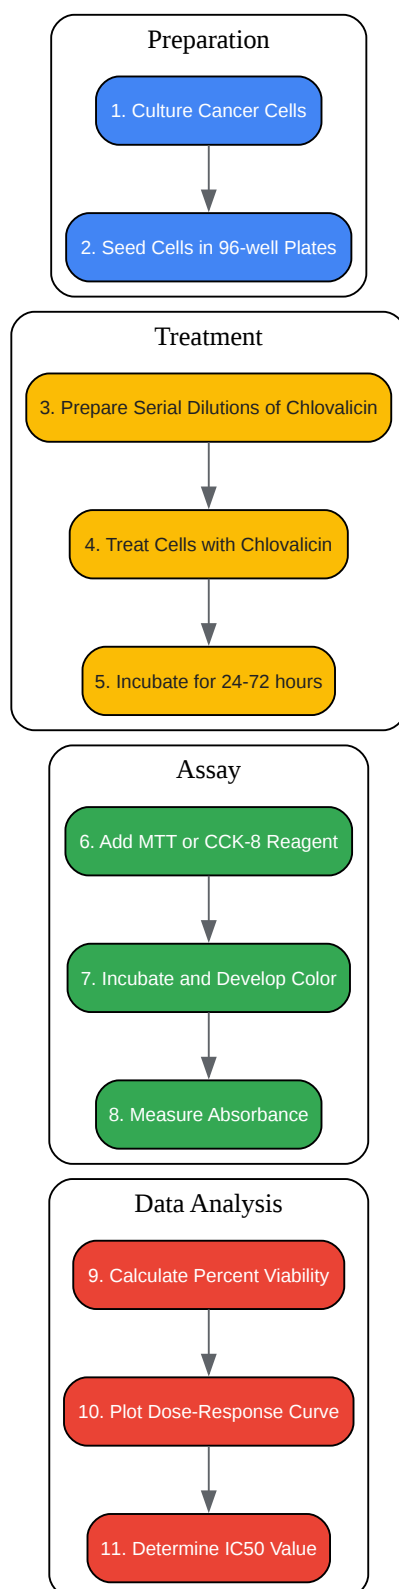 Preparation
1. Culture Cancer Cells
2. Seed Cells in 96-well Plates
Treatment
3. Prepare Serial Dilutions of Chlovalicin
4. Treat Cells with Chlovalicin
5. Incubate for 24-72 hours
Assay
6. Add MTT or CCK-8 Reagent
7. Incubate and Develop Color
8. Measure Absorbance
Data Analysis
9. Calculate Percent Viability
10. Plot Dose-Response Curve
11. Determine IC50 Value